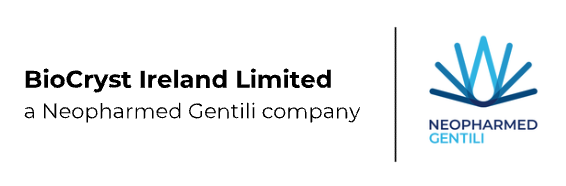 BioCryst Ireland Limited
a Neopharmed Gentili company
NEOPHARMED
GENTILI